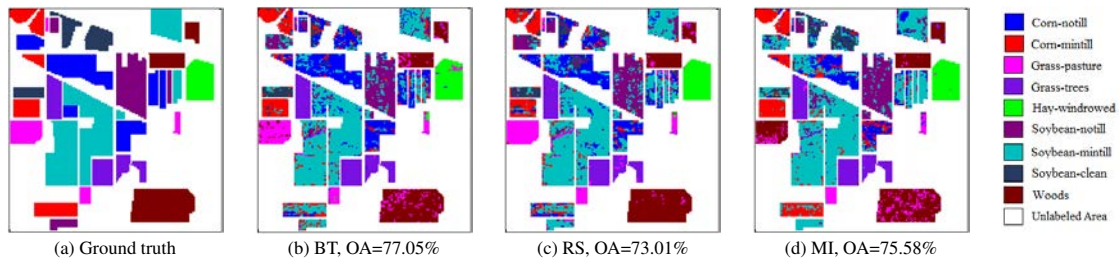 Corn-notill
Corn-mintill
Grass-pasture
Grass-trees
Hay-windrowed
Soybean-notill
Soybean-mintill
Soybean-clean
Woods
Unlabeled Area
(a) Ground truth
(b) BT, OA=77.05%
(c) RS, OA=73.01%
(d) MI, OA=75.58%